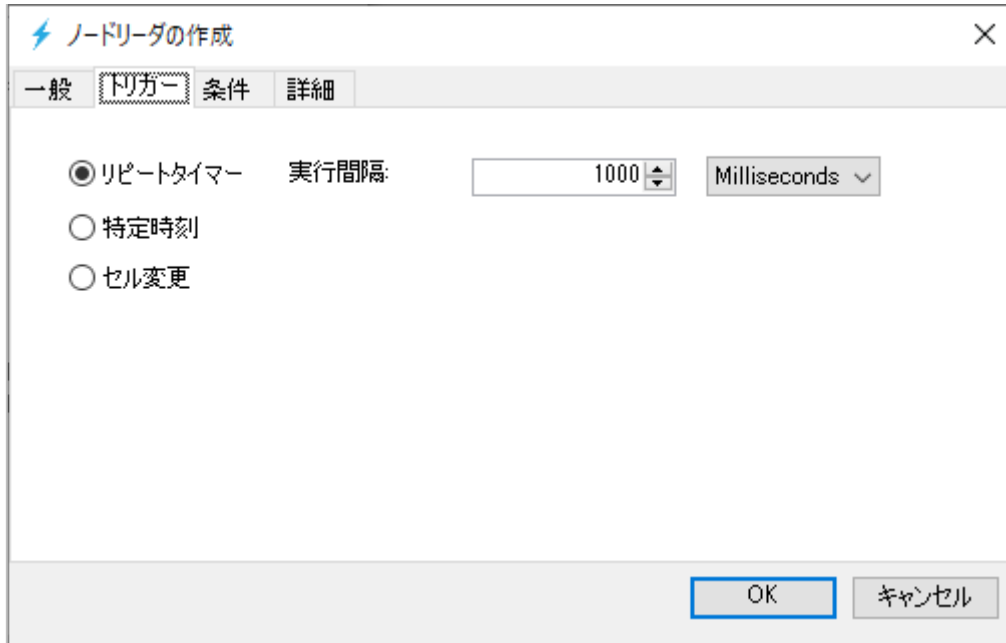 ノードリーダの作成
一般 トリガー 条件 詳細
リピートタイマー 実行間隔: 1000 Milliseconds
特定時刻
セル変更
OK キャンセル